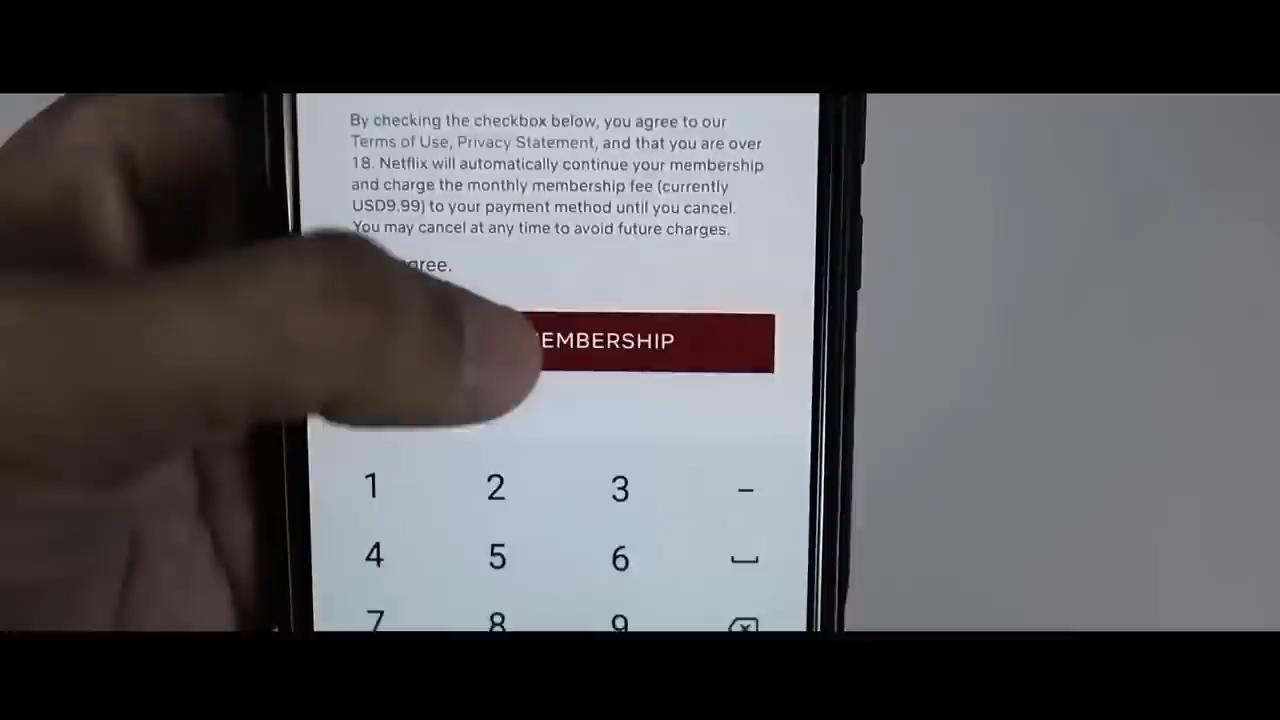 By checking the checkbox below, you agree to our
Terms of Use, Privacy Statement, and that you are over
18. Netflix will automatically continue your membership
and charge the monthly membership fee (currently
USD9.99) to your payment method until you cancel.
You may cancel at any time to avoid future charges.
agree.
MEMBERSHIP
1 2 3 –
4 5 6
7 8 9